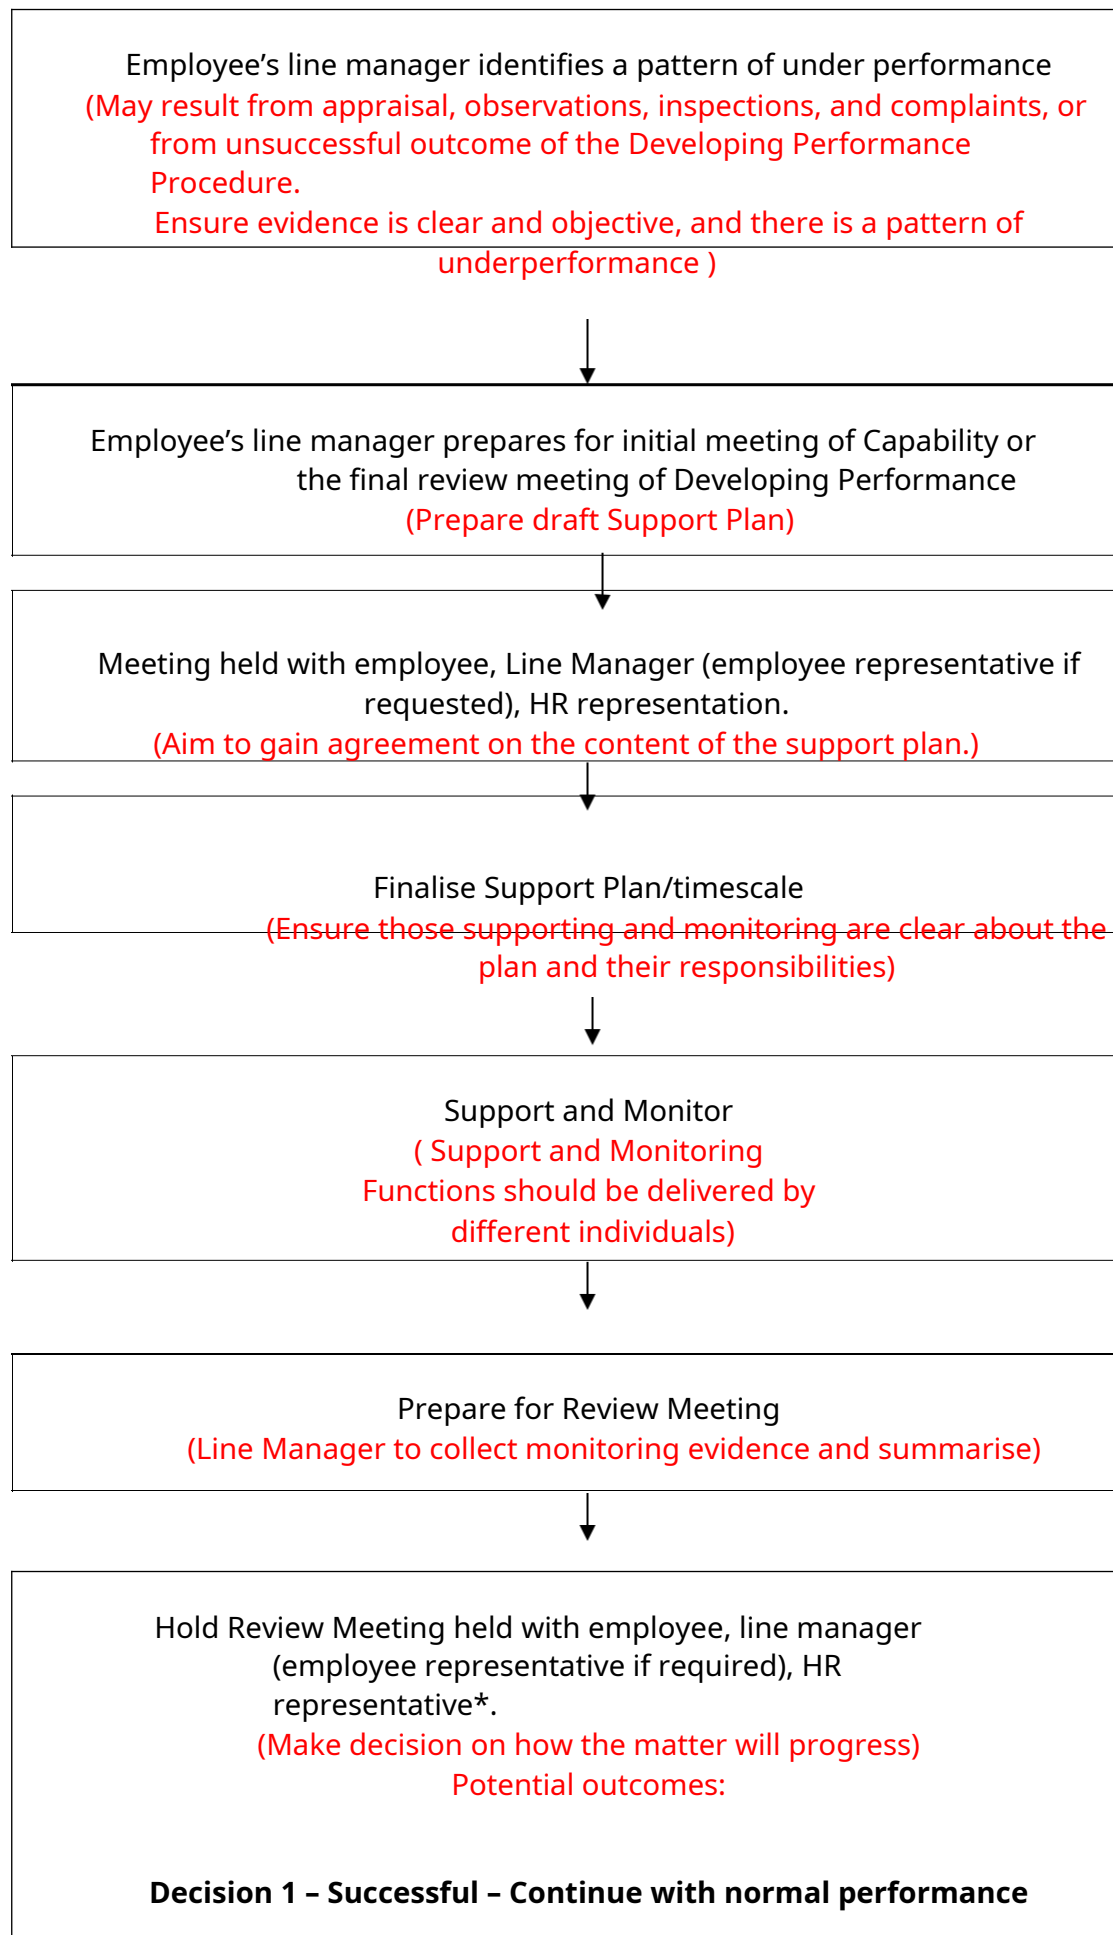 Employee’s line manager identifies a pattern of under performance
(May result from appraisal, observations, inspections, and complaints, or
from unsuccessful outcome of the Developing Performance
Procedure.
Ensure evidence is clear and objective, and there is a pattern of
underperformance )
Employee’s line manager prepares for initial meeting of Capability or
the final review meeting of Developing Performance
(Prepare draft Support Plan)
Meeting held with employee, Line Manager (employee representative if
requested), HR representation.
(Aim to gain agreement on the content of the support plan.)
Finalise Support Plan/timescale
(Ensure those supporting and monitoring are clear about the
plan and their responsibilities)
Support and Monitor
( Support and Monitoring
Functions should be delivered by
different individuals)
Prepare for Review Meeting
(Line Manager to collect monitoring evidence and summarise)
Hold Review Meeting held with employee, line manager
(employee representative if required), HR
representative*.
(Make decision on how the matter will progress)
Potential outcomes:
Decision 1 – Successful – Continue with normal performance